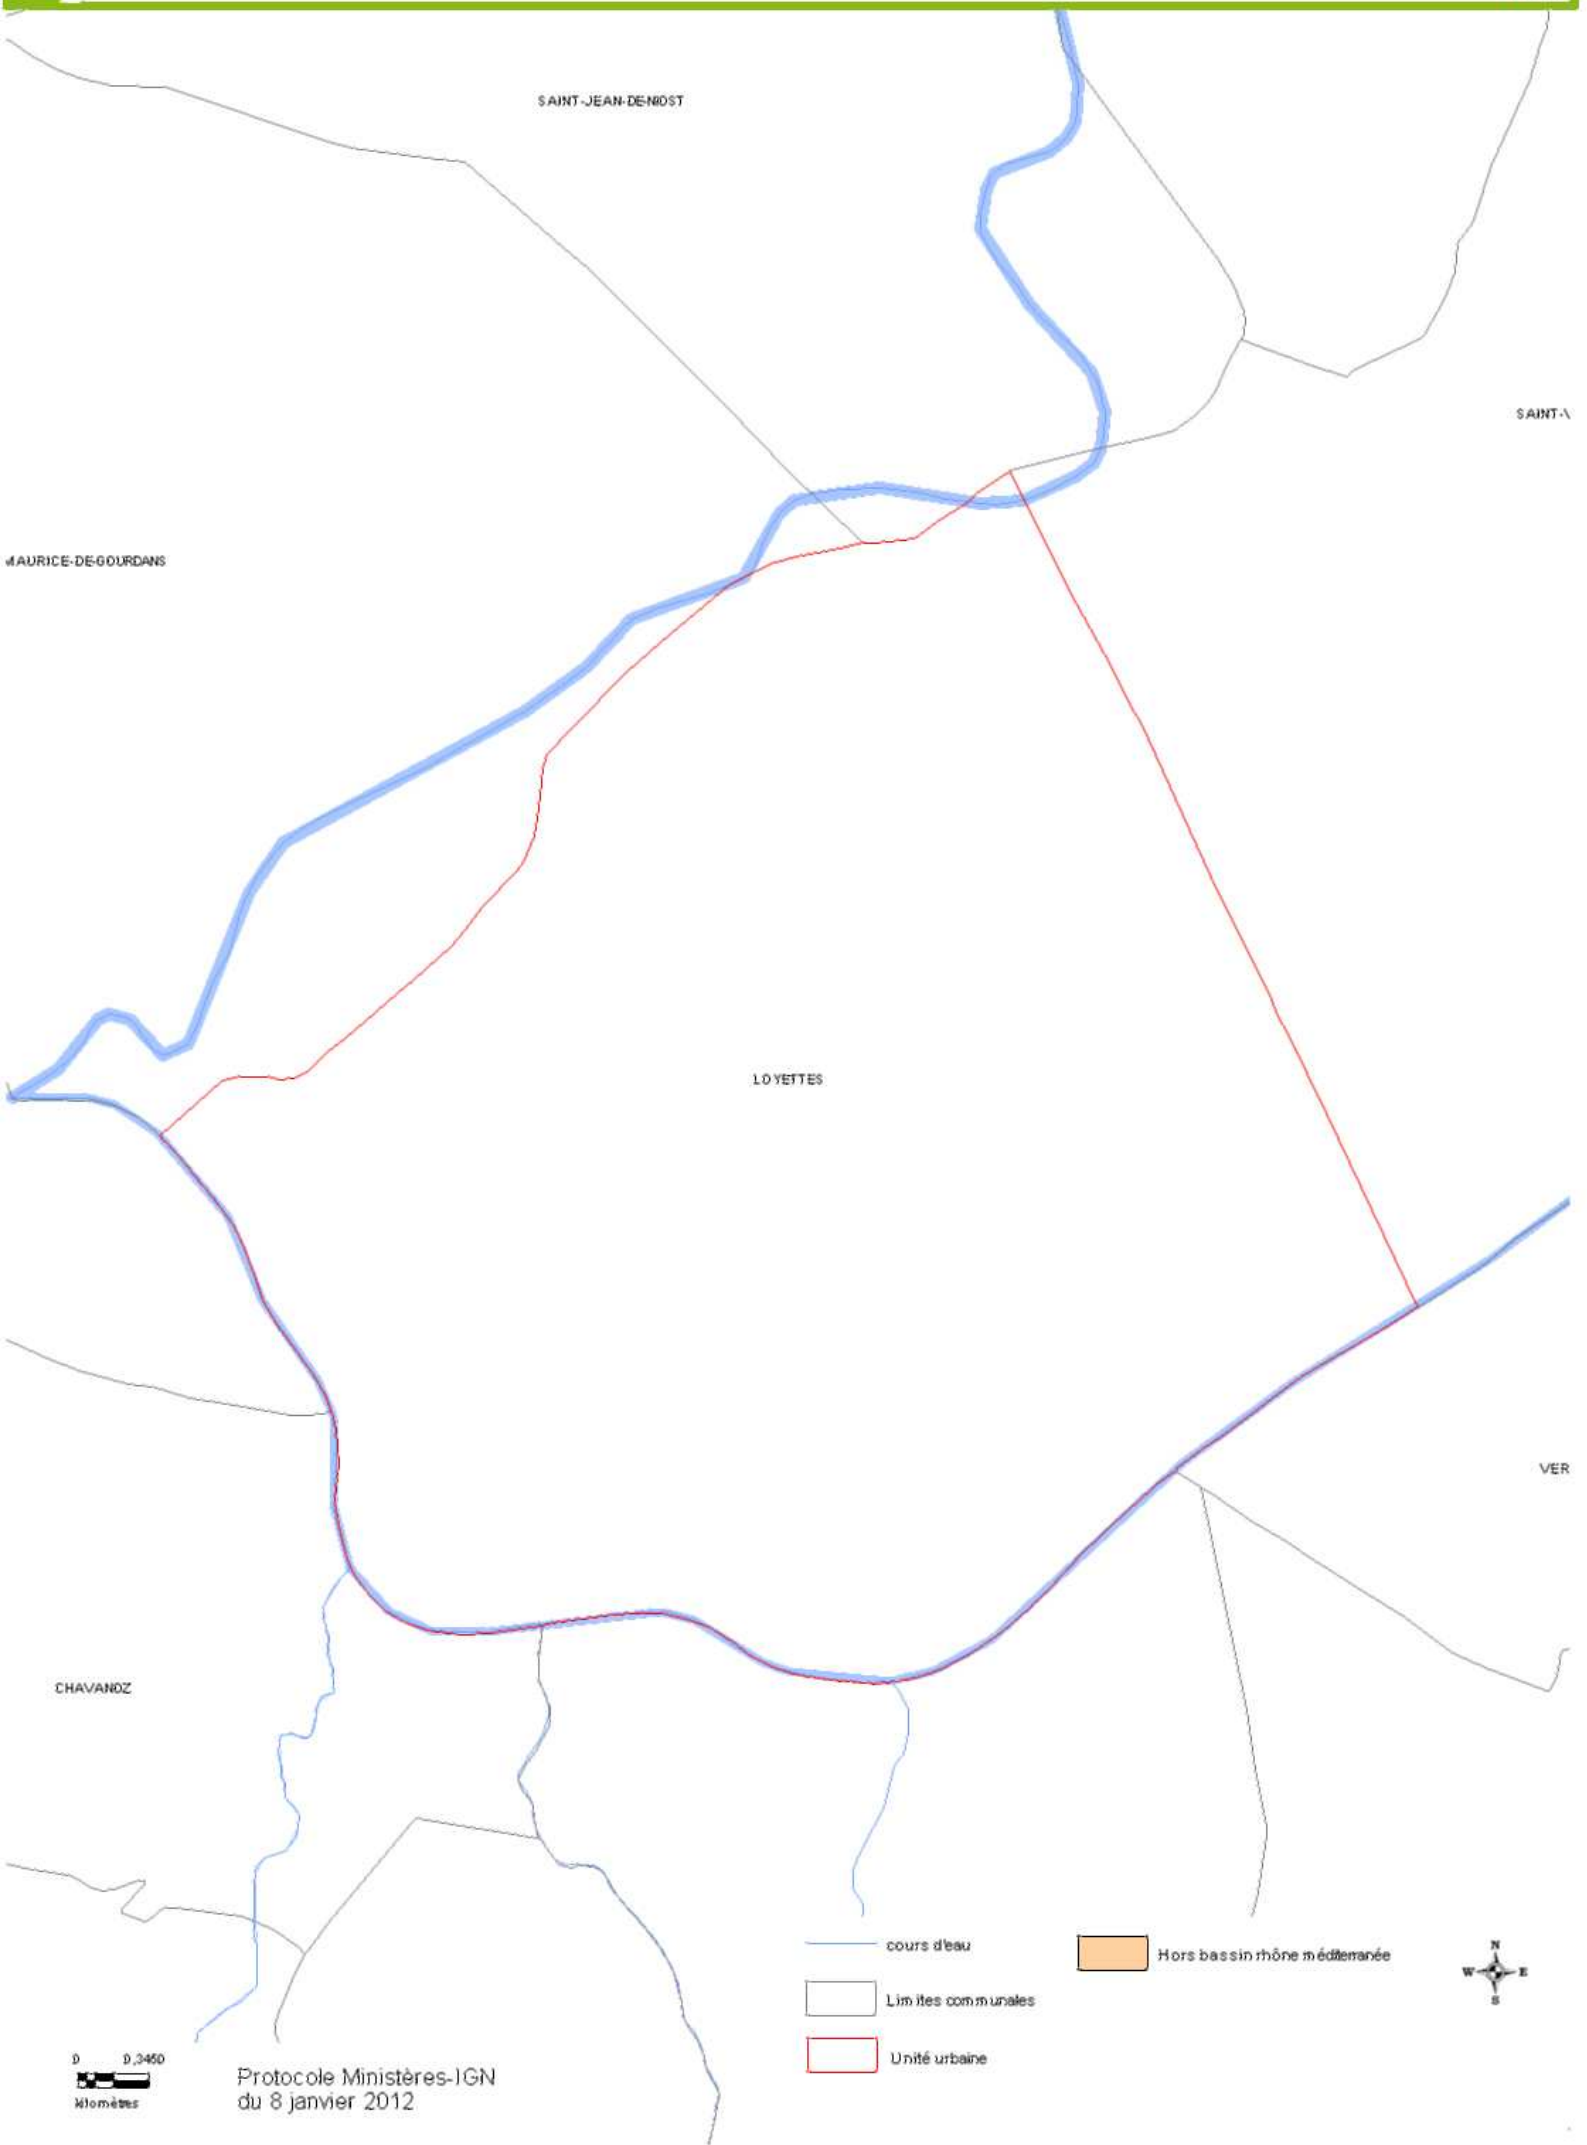 SAINT-JEAN-DE-NIOST
SAINT-V
MAURICE-DE-GOURDANS
LOYETTES
VER
CHAVANOZ
cours d'eau
Hors bassin rhône méditerranée
Limites communales
Unité urbaine
N
W E
S
0 0,3450
kilomètres
Protocole Ministères-IGN
du 8 janvier 2012